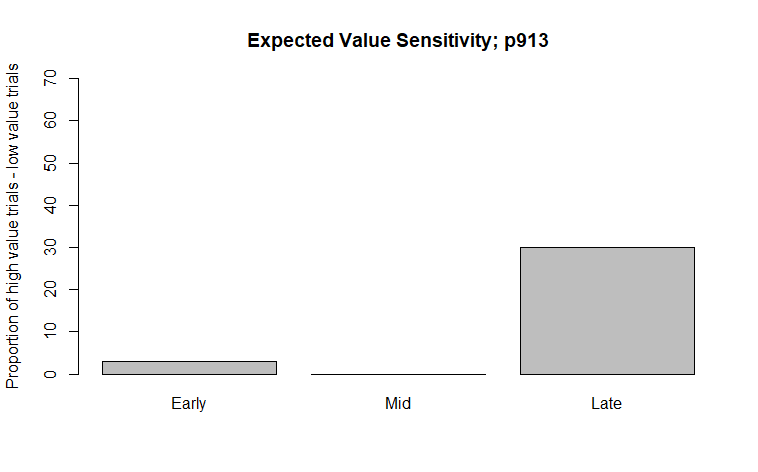 Expected Value Sensitivity; p913
Proportion of high value trials - low value trials
70
60
50
40
30
20
10
0
Early Mid Late